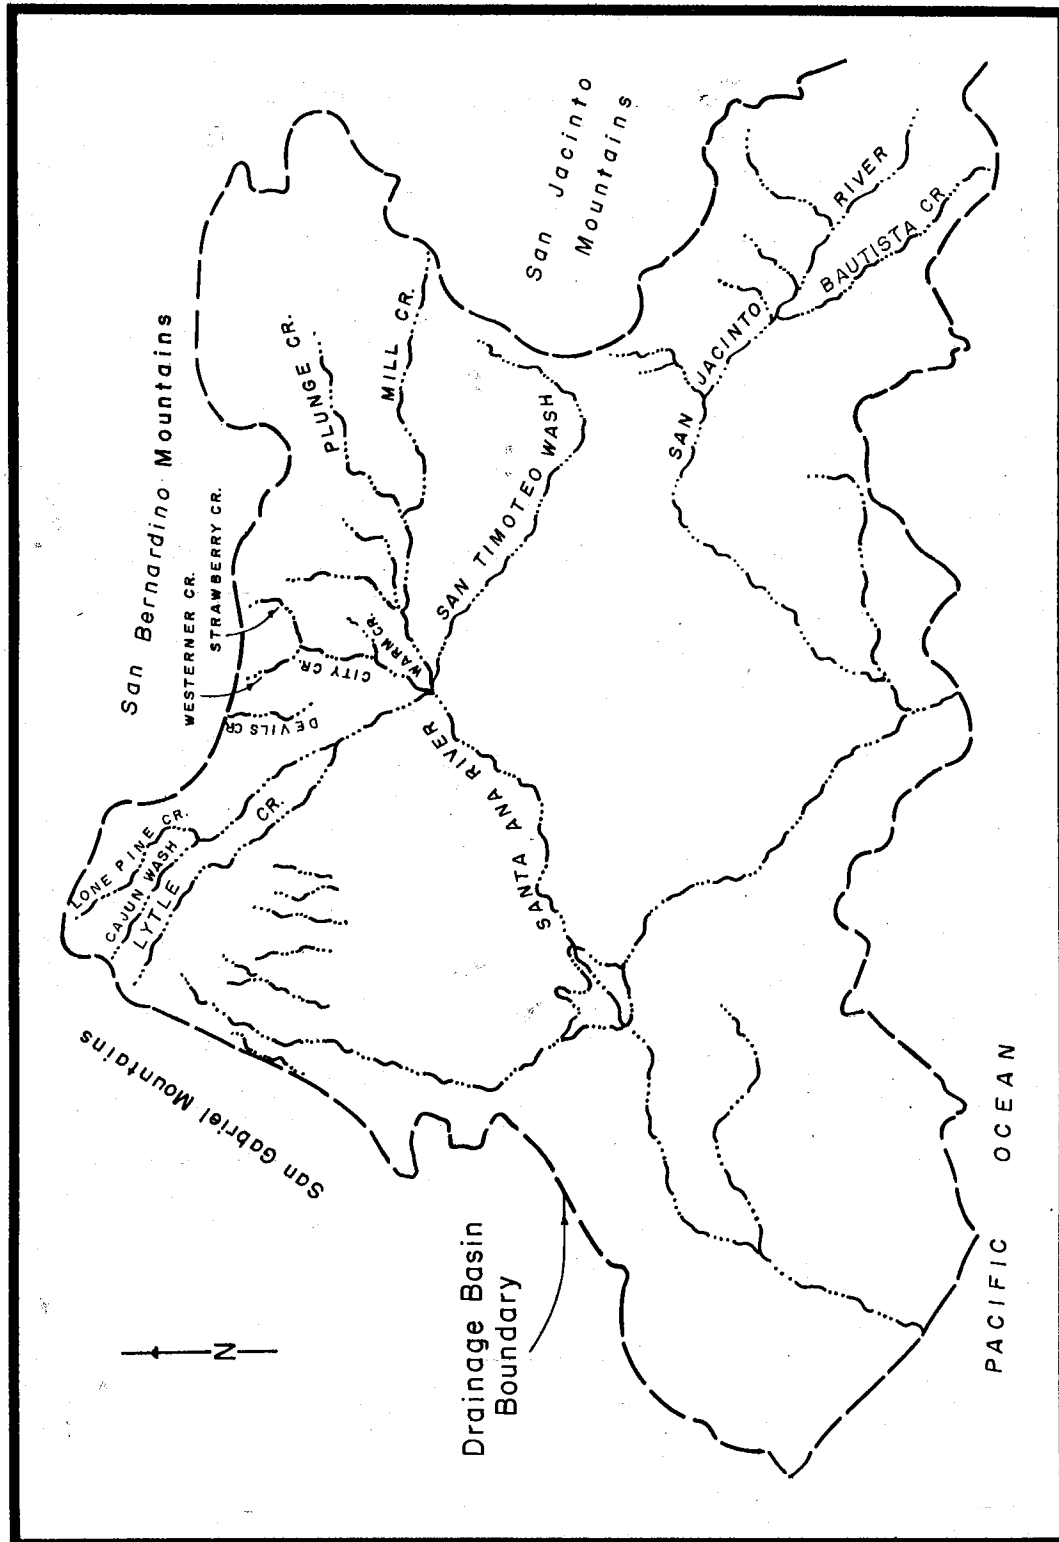 San Gabriel Mountains
San Bernardino Mountains
San Jacinto
Mountains
LONE PINE CR.
CAJUN WASH
LYTLE CR.
DEVILS CR.
WESTERNER CR.
STRAWBERRY CR.
CITY CR.
WARM CR.
PLUNGE CR.
MILL CR.
SAN TIMOTEO WASH
SANTA ANA RIVER
SAN JACINTO RIVER
BAUTISTA CR
Drainage Basin
Boundary
N
PACIFIC OCEAN